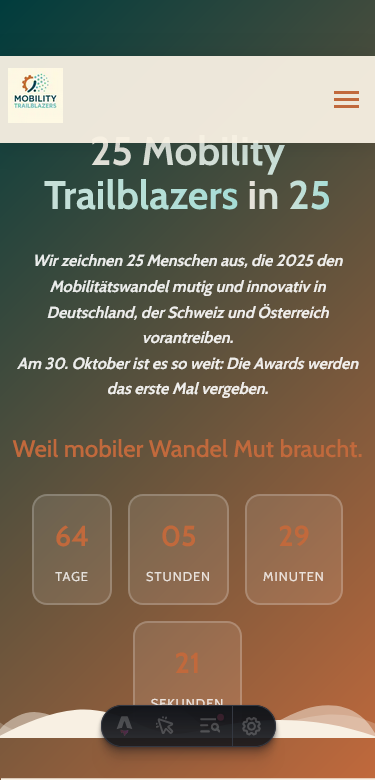 MOBILITY
TRAILBLAZERS
25 Mobility
Trailblazers in 25
Wir zeichnen 25 Menschen aus, die 2025 den
Mobilitätswandel mutig und innovativ in
Deutschland, der Schweiz und Österreich
vorantreiben.
Am 30. Oktober ist es so weit: Die Awards werden
das erste Mal vergeben.
Weil mobiler Wandel Mut braucht.
64
TAGE
05
STUNDEN
29
MINUTEN
21
SEKUNDEN